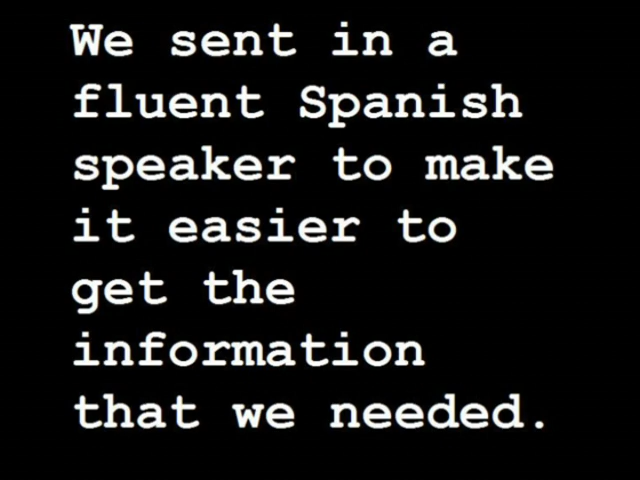 We sent in a
fluent Spanish
speaker to make
it easier to
get the
information
that we needed.